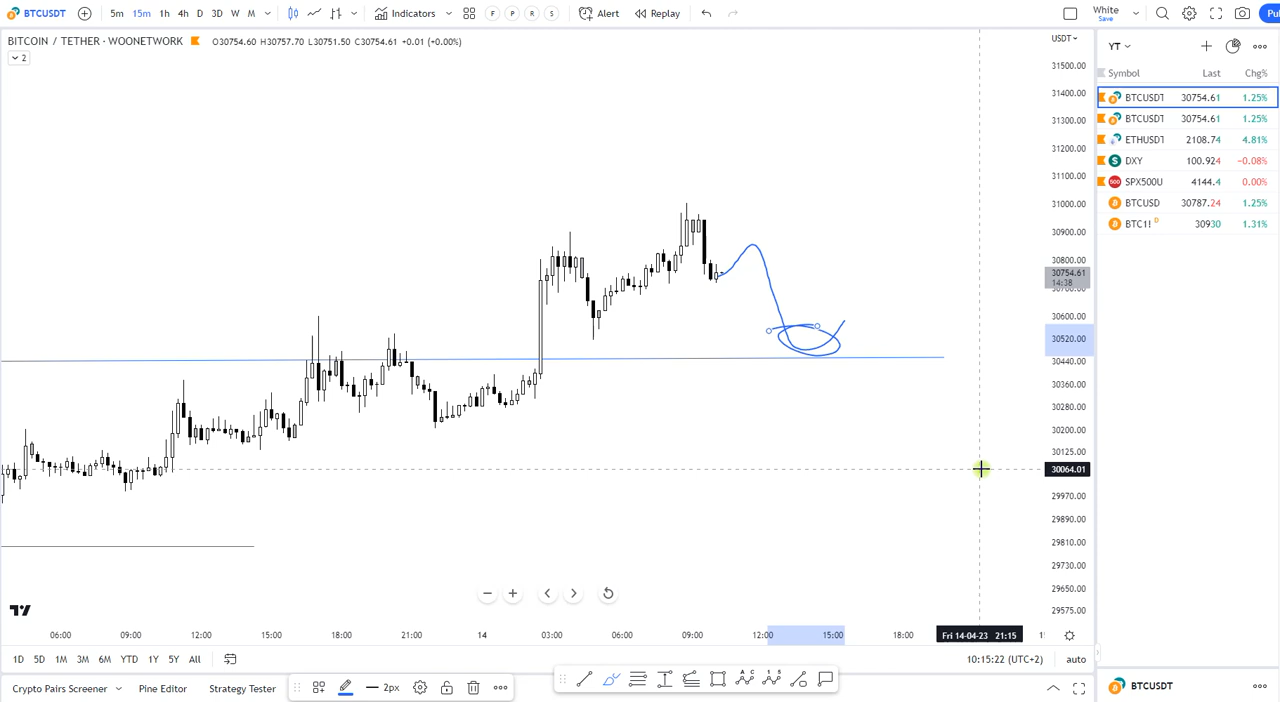 BTCUSDT 5m 15m 1h 4h D 3D W M Indicators F P R S Alert Replay White Save Pu
BITCOIN / TETHER · WOONETWORK O30754.60 H30757.70 L30751.50 C30754.61 +0.01 (+0.00%) USDT YT
2
Symbol Last Chg%
BTCUSDT 30754.61 1.25%
BTCUSDT 30754.61 1.25%
ETHUSDT 2108.74 4.81%
DXY 100.924 −0.08%
SPX500U 4144.4 0.00%
BTCUSD 30787.24 1.25%
BTC1! D 30930 1.31%
31500.00
31400.00
31300.00
31200.00
31100.00
31000.00
30900.00
30800.00
30754.61
14:38
30600.00
30520.00
30440.00
30360.00
30280.00
30200.00
30125.00
30064.01
29970.00
29890.00
29810.00
29730.00
29650.00
29575.00
06:00 09:00 12:00 15:00 18:00 21:00 14 03:00 06:00 09:00 12:00 15:00 18:00 Fri 14-04-23 21:15
1D 5D 1M 3M 6M YTD 1Y 5Y All 10:15:22 (UTC+2) auto
Crypto Pairs Screener Pine Editor Strategy Tester 2px BTCUSDT